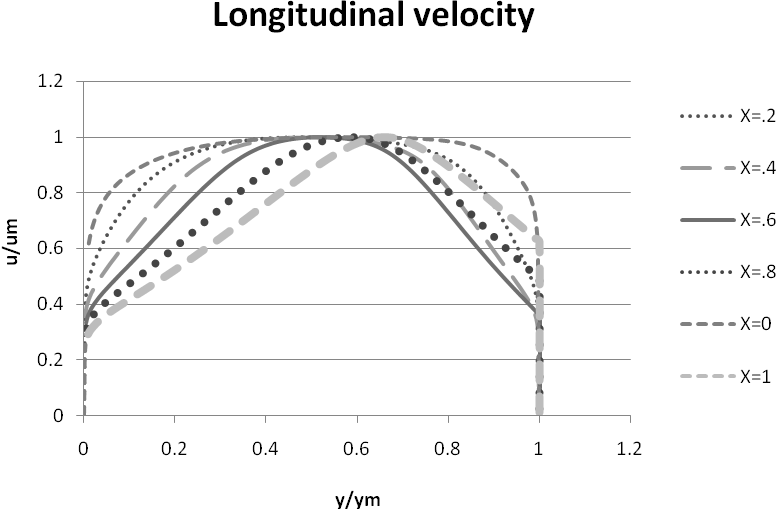 Longitudinal velocity
1.2
1
0.8
0.6
0.4
0.2
0
u/um
0 0.2 0.4 0.6 0.8 1 1.2
y/ym
X=.2
X=.4
X=.6
X=.8
X=0
X=1